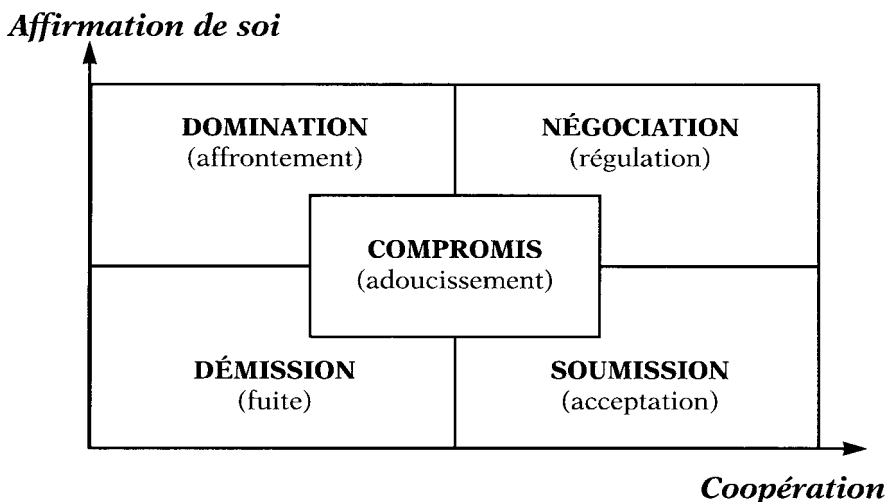 Affirmation de soi
DOMINATION
(affrontement)
NÉGOCIATION
(régulation)
COMPROMIS
(adoucissement)
DÉMISSION
(fuite)
SOUMISSION
(acceptation)
Coopération